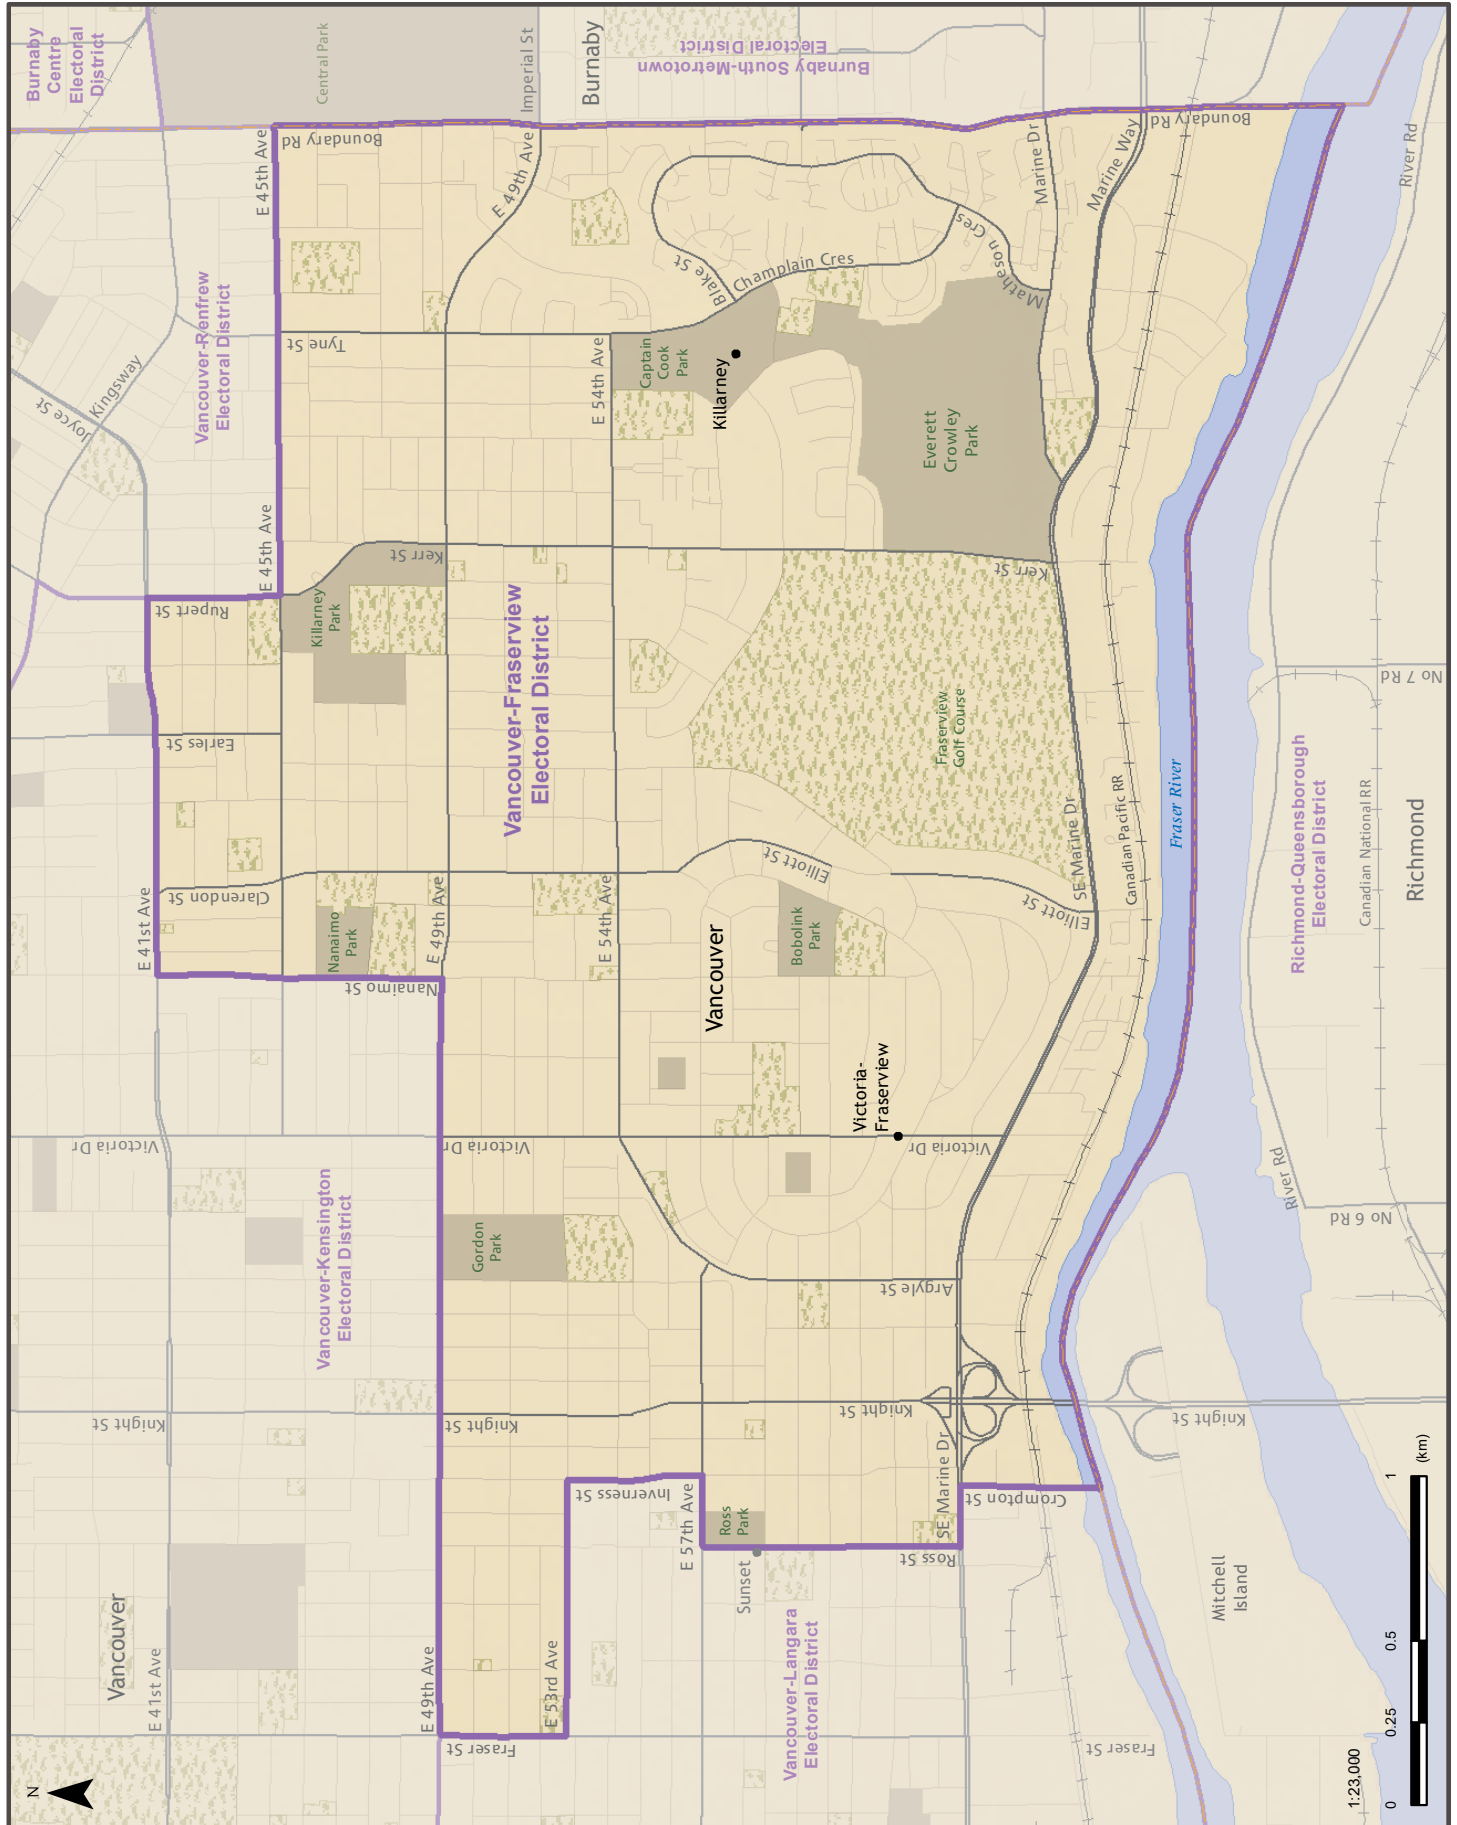 Burnaby
Centre
Electoral
District
Central Park
Imperial St
Burnaby
Burnaby South-Metrotown
Electoral District
E 45th Ave
Boundary Rd
E 49th Ave
Marine Dr
Marine Way
Boundary Rd
River Rd
Vancouver-Renfrew
Electoral District
Joyce St
Kingsway
Tyne St
Blake St
Champlain Cres
Matheson Cres
E 54th Ave
Captain
Cook
Park
Killarney
Everett
Crowley
Park
E 45th Ave
Rupert St
Kerr St
Killarney
Park
Kerr St
Vancouver-Fraserview
Electoral District
Earles St
Fraserview
Golf Course
No 7 Rd
SE Marine Dr
Canadian Pacific RR
Fraser River
Richmond-Queensborough
Electoral District
Canadian National RR
Richmond
E 41st Ave
Clarendon St
Nanaimo
Park
E 49th Ave
E 54th Ave
Elliott St
Elliott St
Elliott St
Bobolink
Park
Nanaimo St
Vancouver
Victoria-
Fraserview
Victoria Dr
Victoria Dr
Victoria Dr
Vancouver-Kensington
Electoral District
Gordon
Park
Argyle St
River Rd
No 6 Rd
Knight St
Knight St
Knight St
Knight St
Inverness St
E 57th Ave
Ross
Park
Sunset
Ross St
SE Marine Dr
Crompton St
Mitchell
Island
Vancouver
E 41st Ave
E 49th Ave
E 53rd Ave
Fraser St
Vancouver-Langara
Electoral District
Fraser St
N
1:23,000
0 0.25 0.5 1
(km)